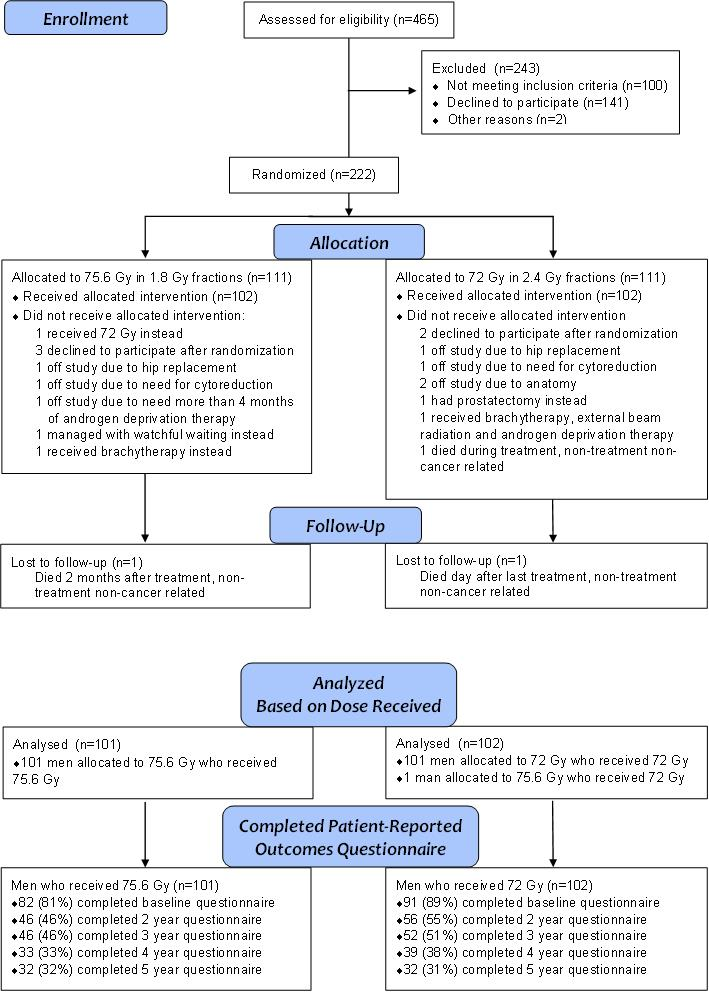 Enrollment
Assessed for eligibility (n=465)
Excluded (n=243)
⬥ Not meeting inclusion criteria (n=100)
⬥ Declined to participate (n=141)
⬥ Other reasons (n=2)
Randomized (n=222)
Allocation
Allocated to 75.6 Gy in 1.8 Gy fractions (n=111)
⬥ Received allocated intervention (n=102)
⬥ Did not receive allocated intervention:
1 received 72 Gy instead
3 declined to participate after randomization
1 off study due to hip replacement
1 off study due to need for cytoreduction
1 off study due to need more than 4 months
of androgen deprivation therapy
1 managed with watchful waiting instead
1 received brachytherapy instead
Allocated to 72 Gy in 2.4 Gy fractions (n=111)
⬥ Received allocated intervention (n=102)
⬥ Did not receive allocated intervention
2 declined to participate after randomization
1 off study due to hip replacement
1 off study due to need for cytoreduction
2 off study due to anatomy
1 had prostatectomy instead
1 received brachytherapy, external beam
radiation and androgen deprivation therapy
1 died during treatment, non-treatment non-
cancer related
Follow-Up
Lost to follow-up (n=1)
Died 2 months after treatment, non-
treatment non-cancer related
Lost to follow-up (n=1)
Died day after last treatment, non-treatment
non-cancer related
Analyzed
Based on Dose Received
Analysed (n=101)
⬥101 men allocated to 75.6 Gy who received
75.6 Gy
Analysed (n=102)
⬥101 men allocated to 72 Gy who received 72 Gy
⬥1 man allocated to 75.6 Gy who received 72 Gy
Completed Patient-Reported
Outcomes Questionnaire
Men who received 75.6 Gy (n=101)
⬥82 (81%) completed baseline questionnaire
⬥46 (46%) completed 2 year questionnaire
⬥46 (46%) completed 3 year questionnaire
⬥33 (33%) completed 4 year questionnaire
⬥32 (32%) completed 5 year questionnaire
Men who received 72 Gy (n=102)
⬥91 (89%) completed baseline questionnaire
⬥56 (55%) completed 2 year questionnaire
⬥52 (51%) completed 3 year questionnaire
⬥39 (38%) completed 4 year questionnaire
⬥32 (31%) completed 5 year questionnaire